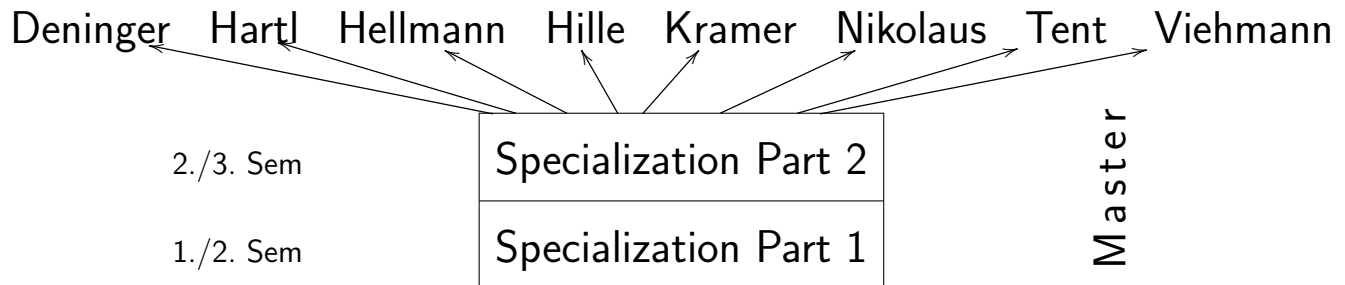 Deninger Hartl Hellmann Hille Kramer Nikolaus Tent Viehmann
2./3. Sem Specialization Part 2
1./2. Sem Specialization Part 1
Master